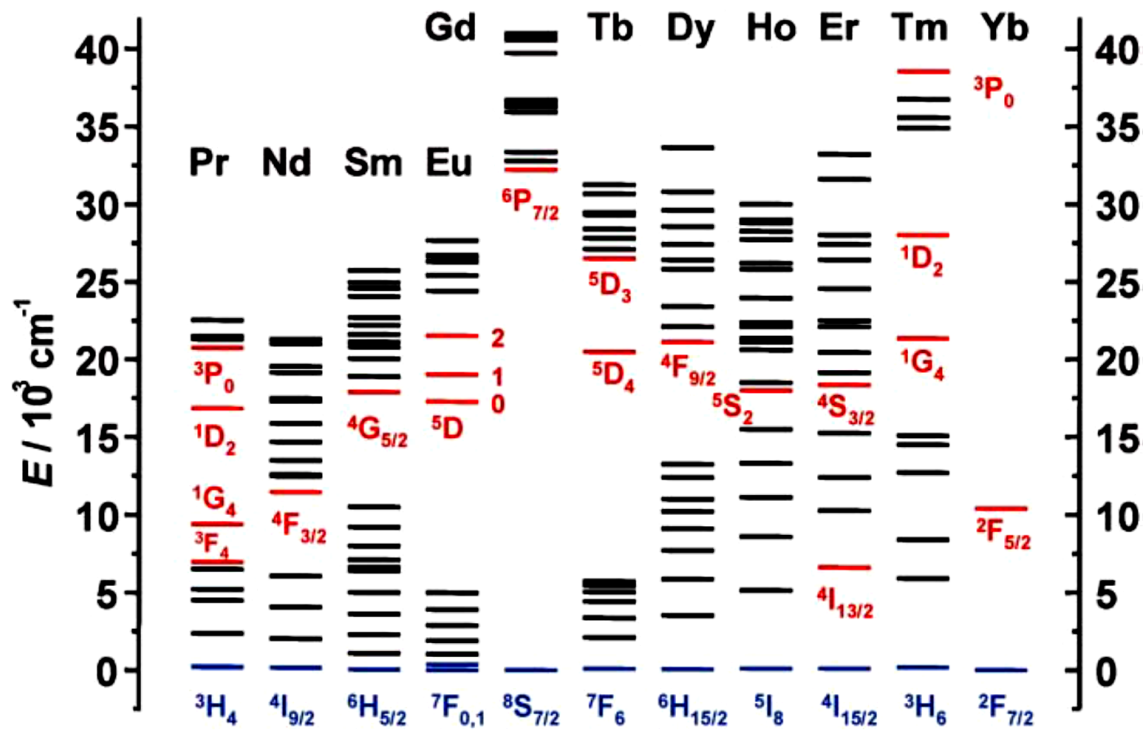 Gd Tb Dy Ho Er Tm Yb
Pr Nd Sm Eu
E / 10³ cm⁻¹
40
35
30
25
20
15
10
5
0
40
35
30
25
20
15
10
5
0
³P₀
¹D₂
¹G₄
³F₄
⁴F₃/₂
⁴G₅/₂
2
1
0
⁵D
⁶P₇/₂
⁵D₃
⁵D₄
⁴F₉/₂
⁵S₂
⁴S₃/₂
⁴I₁₃/₂
³P₀
¹D₂
¹G₄
²F₅/₂
³H₄ ⁴I₉/₂ ⁶H₅/₂ ⁷F₀,₁ ⁸S₇/₂ ⁷F₆ ⁶H₁₅/₂ ⁵I₈ ⁴I₁₅/₂ ³H₆ ²F₇/₂